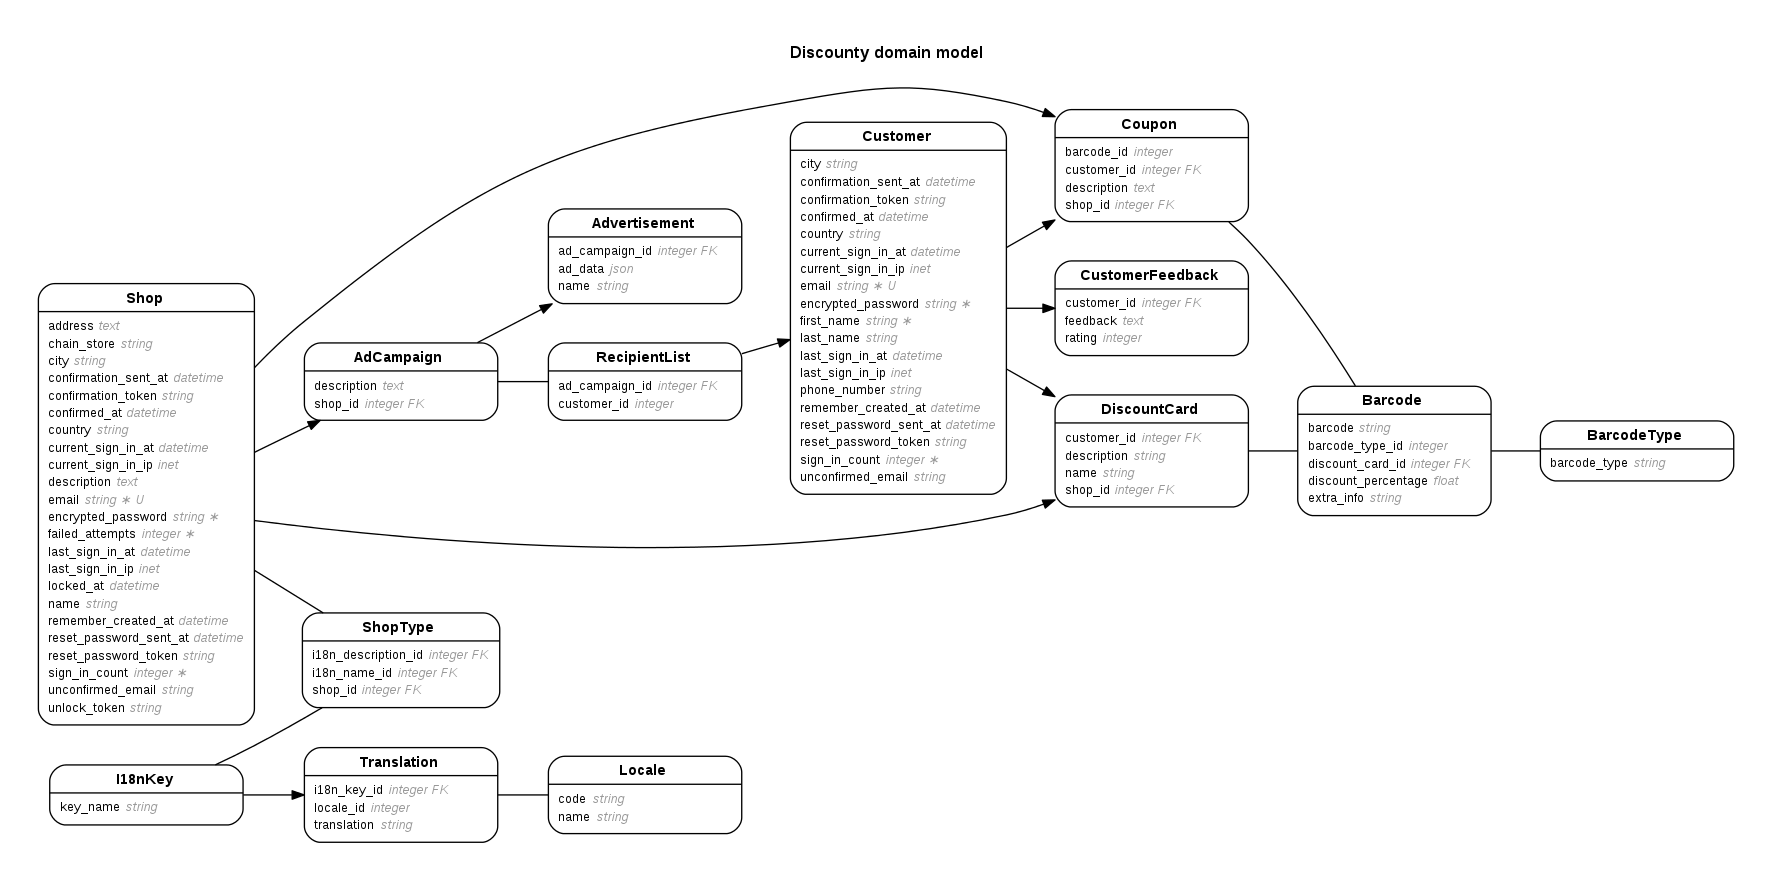 Discounty domain model
Shop
address text
chain_store string
city string
confirmation_sent_at datetime
confirmation_token string
confirmed_at datetime
country string
current_sign_in_at datetime
current_sign_in_ip inet
description text
email string ∗ U
encrypted_password string ∗
failed_attempts integer ∗
last_sign_in_at datetime
last_sign_in_ip inet
locked_at datetime
name string
remember_created_at datetime
reset_password_sent_at datetime
reset_password_token string
sign_in_count integer ∗
unconfirmed_email string
unlock_token string
AdCampaign
description text
shop_id integer FK
Advertisement
ad_campaign_id integer FK
ad_data json
name string
RecipientList
ad_campaign_id integer FK
customer_id integer
Customer
city string
confirmation_sent_at datetime
confirmation_token string
confirmed_at datetime
country string
current_sign_in_at datetime
current_sign_in_ip inet
email string ∗ U
encrypted_password string ∗
first_name string ∗
last_name string
last_sign_in_at datetime
last_sign_in_ip inet
phone_number string
remember_created_at datetime
reset_password_sent_at datetime
reset_password_token string
sign_in_count integer ∗
unconfirmed_email string
Coupon
barcode_id integer
customer_id integer FK
description text
shop_id integer FK
CustomerFeedback
customer_id integer FK
feedback text
rating integer
DiscountCard
customer_id integer FK
description string
name string
shop_id integer FK
Barcode
barcode string
barcode_type_id integer
discount_card_id integer FK
discount_percentage float
extra_info string
BarcodeType
barcode_type string
ShopType
i18n_description_id integer FK
i18n_name_id integer FK
shop_id integer FK
I18nKey
key_name string
Translation
i18n_key_id integer FK
locale_id integer
translation string
Locale
code string
name string